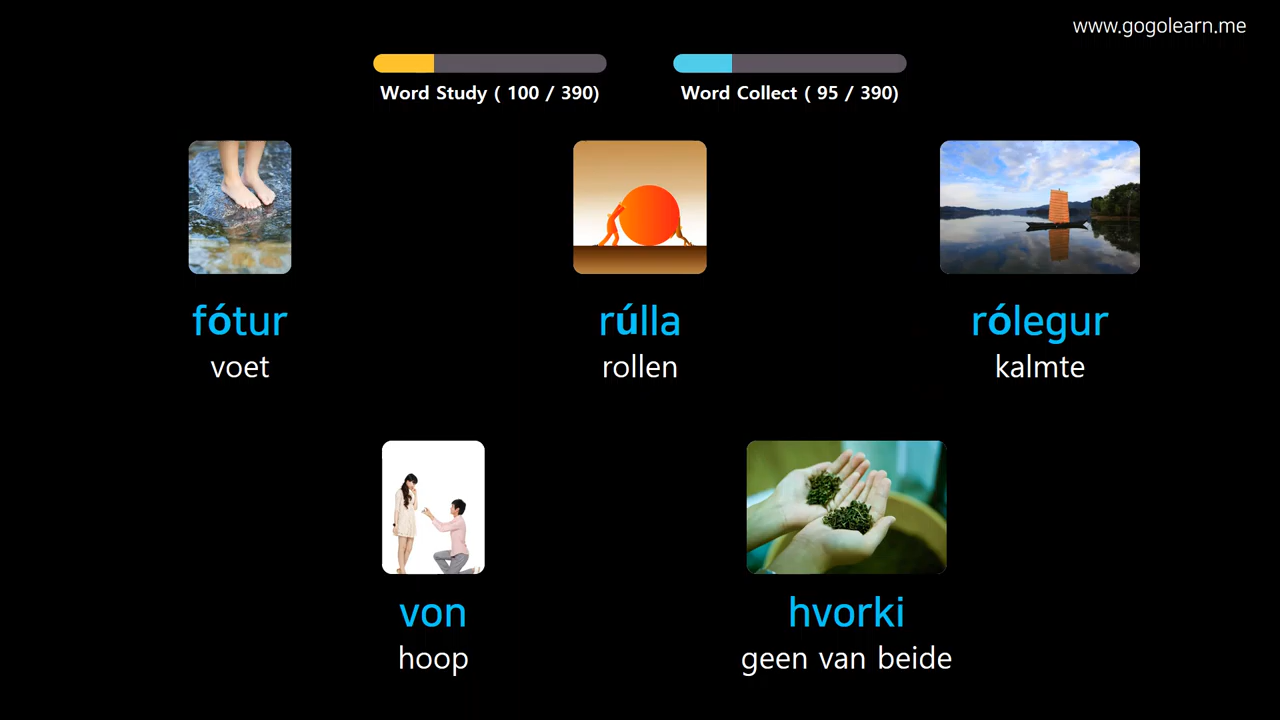 www.gogolearn.me
Word Study ( 100 / 390)
Word Collect ( 95 / 390)
fótur
voet
rúlla
rollen
rólegur
kalmte
von
hoop
hvorki
geen van beide